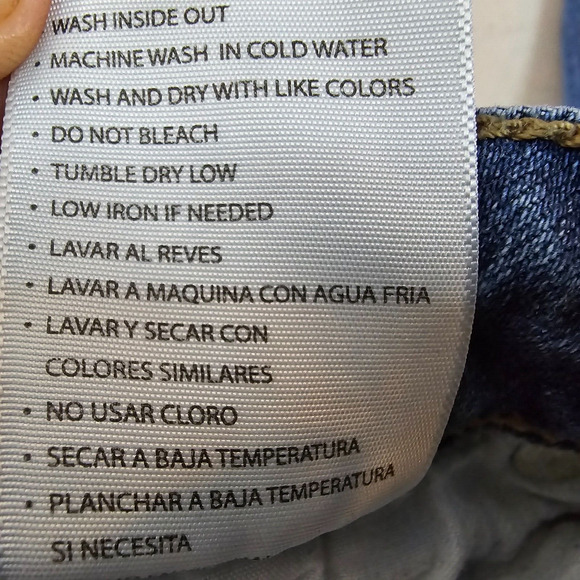 WASH INSIDE OUT
• MACHINE WASH IN COLD WATER
• WASH AND DRY WITH LIKE COLORS
• DO NOT BLEACH
• TUMBLE DRY LOW
• LOW IRON IF NEEDED
• LAVAR AL REVES
• LAVAR A MAQUINA CON AGUA FRIA
• LAVAR Y SECAR CON
COLORES SIMILARES
• NO USAR CLORO
• SECAR A BAJA TEMPERATURA
• PLANCHAR A BAJA TEMPERATURA
SI NECESITA